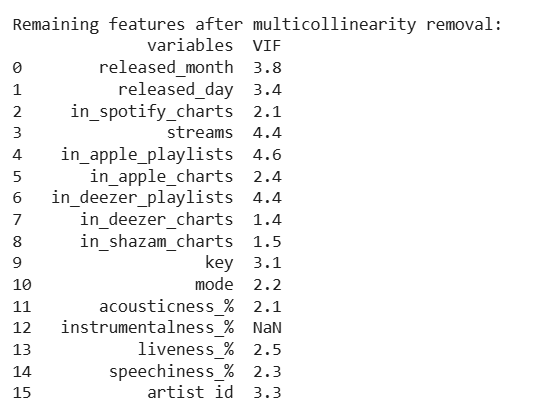 Remaining features after multicollinearity removal:
variables VIF
0 released_month 3.8
1 released_day 3.4
2 in_spotify_charts 2.1
3 streams 4.4
4 in_apple_playlists 4.6
5 in_apple_charts 2.4
6 in_deezer_playlists 4.4
7 in_deezer_charts 1.4
8 in_shazam_charts 1.5
9 key 3.1
10 mode 2.2
11 acousticness_% 2.1
12 instrumentalness_% NaN
13 liveness_% 2.5
14 speechiness_% 2.3
15 artist_id 3.3